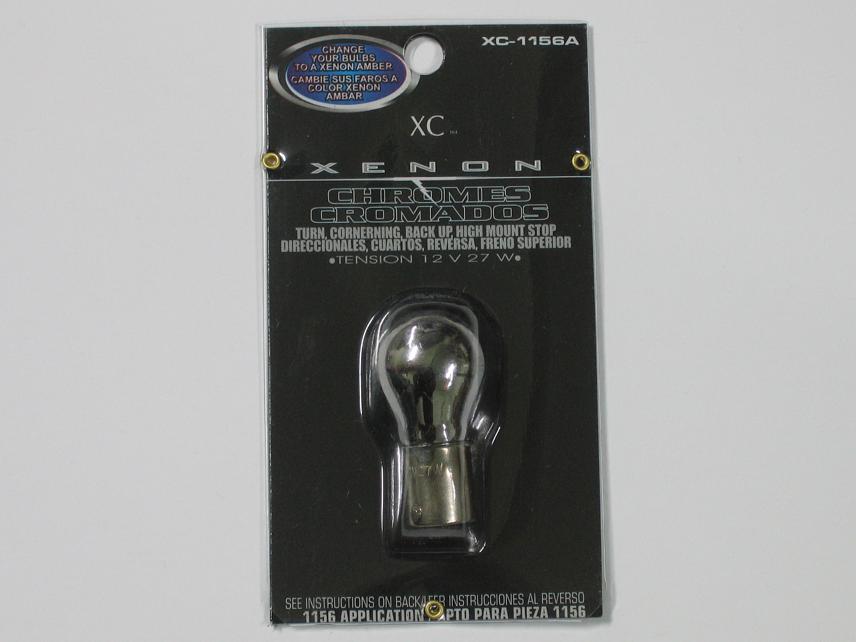 XC-1156A
CHANGE
YOUR BULBS
TO A XENON AMBER
CAMBIE SUS FAROS A
COLOR XENON
AMBAR
XC
XENON
CHROMES
CROMADOS
TURN, CORNERNING, BACK UP, HIGH MOUNT STOP
DIRECCIONALES, CUARTOS, REVERSA, FRENO SUPERIOR
•TENSION 12 V 27 W•
SEE INSTRUCTIONS ON BACK/LEER INSTRUCCIONES AL REVERSO
1156 APPLICATION PTO PARA PIEZA 1156